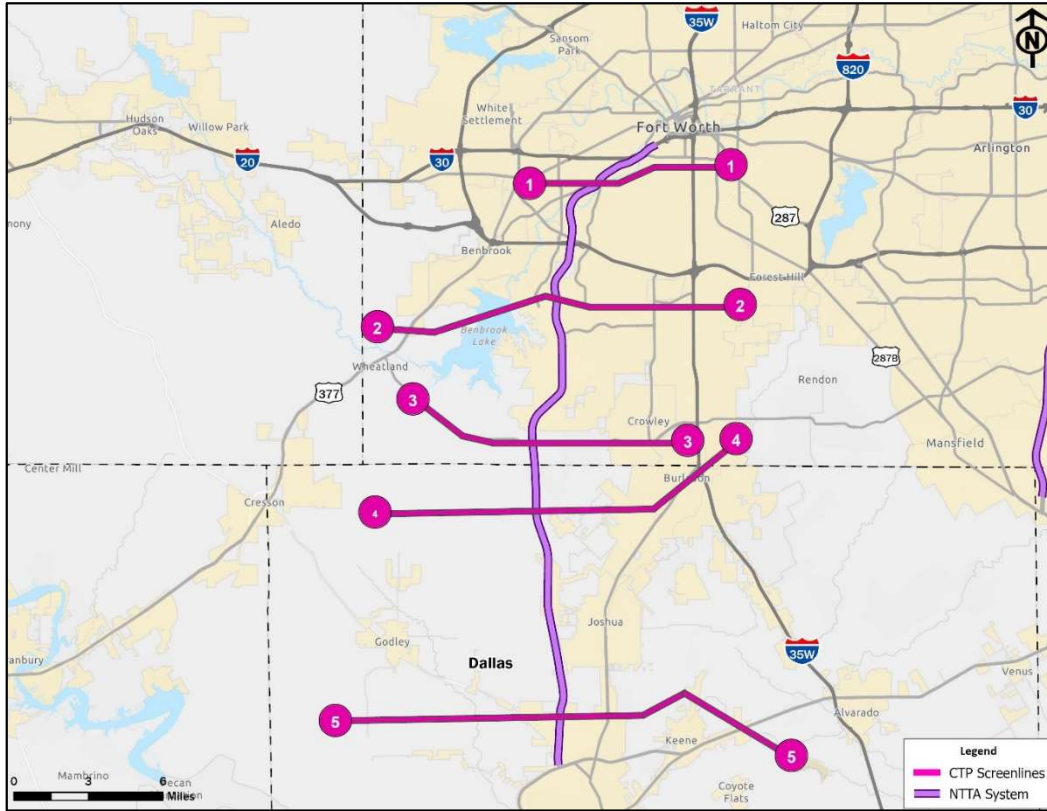 35W
Haltom City
N
Sansom
Park
820
TARRANT
Hudson
Oaks
Willow Park
White
Settlement
30
Fort Worth
Arlington
20
30
1
1
287
Aledo
Benbrook
Forest Hill
2
2
Benbrook
Lake
287B
Wheatland
Rendon
377
3
Crowley
3
4
Mansfield
Center Mill
Burleson
Cresson
4
Joshua
Godley
Dallas
35W
Venus
5
Alvarado
Keene
5
Legend
CTP Screenlines
NTTA System
0
3
6
Miles
Mambrino
Coyote
Flats